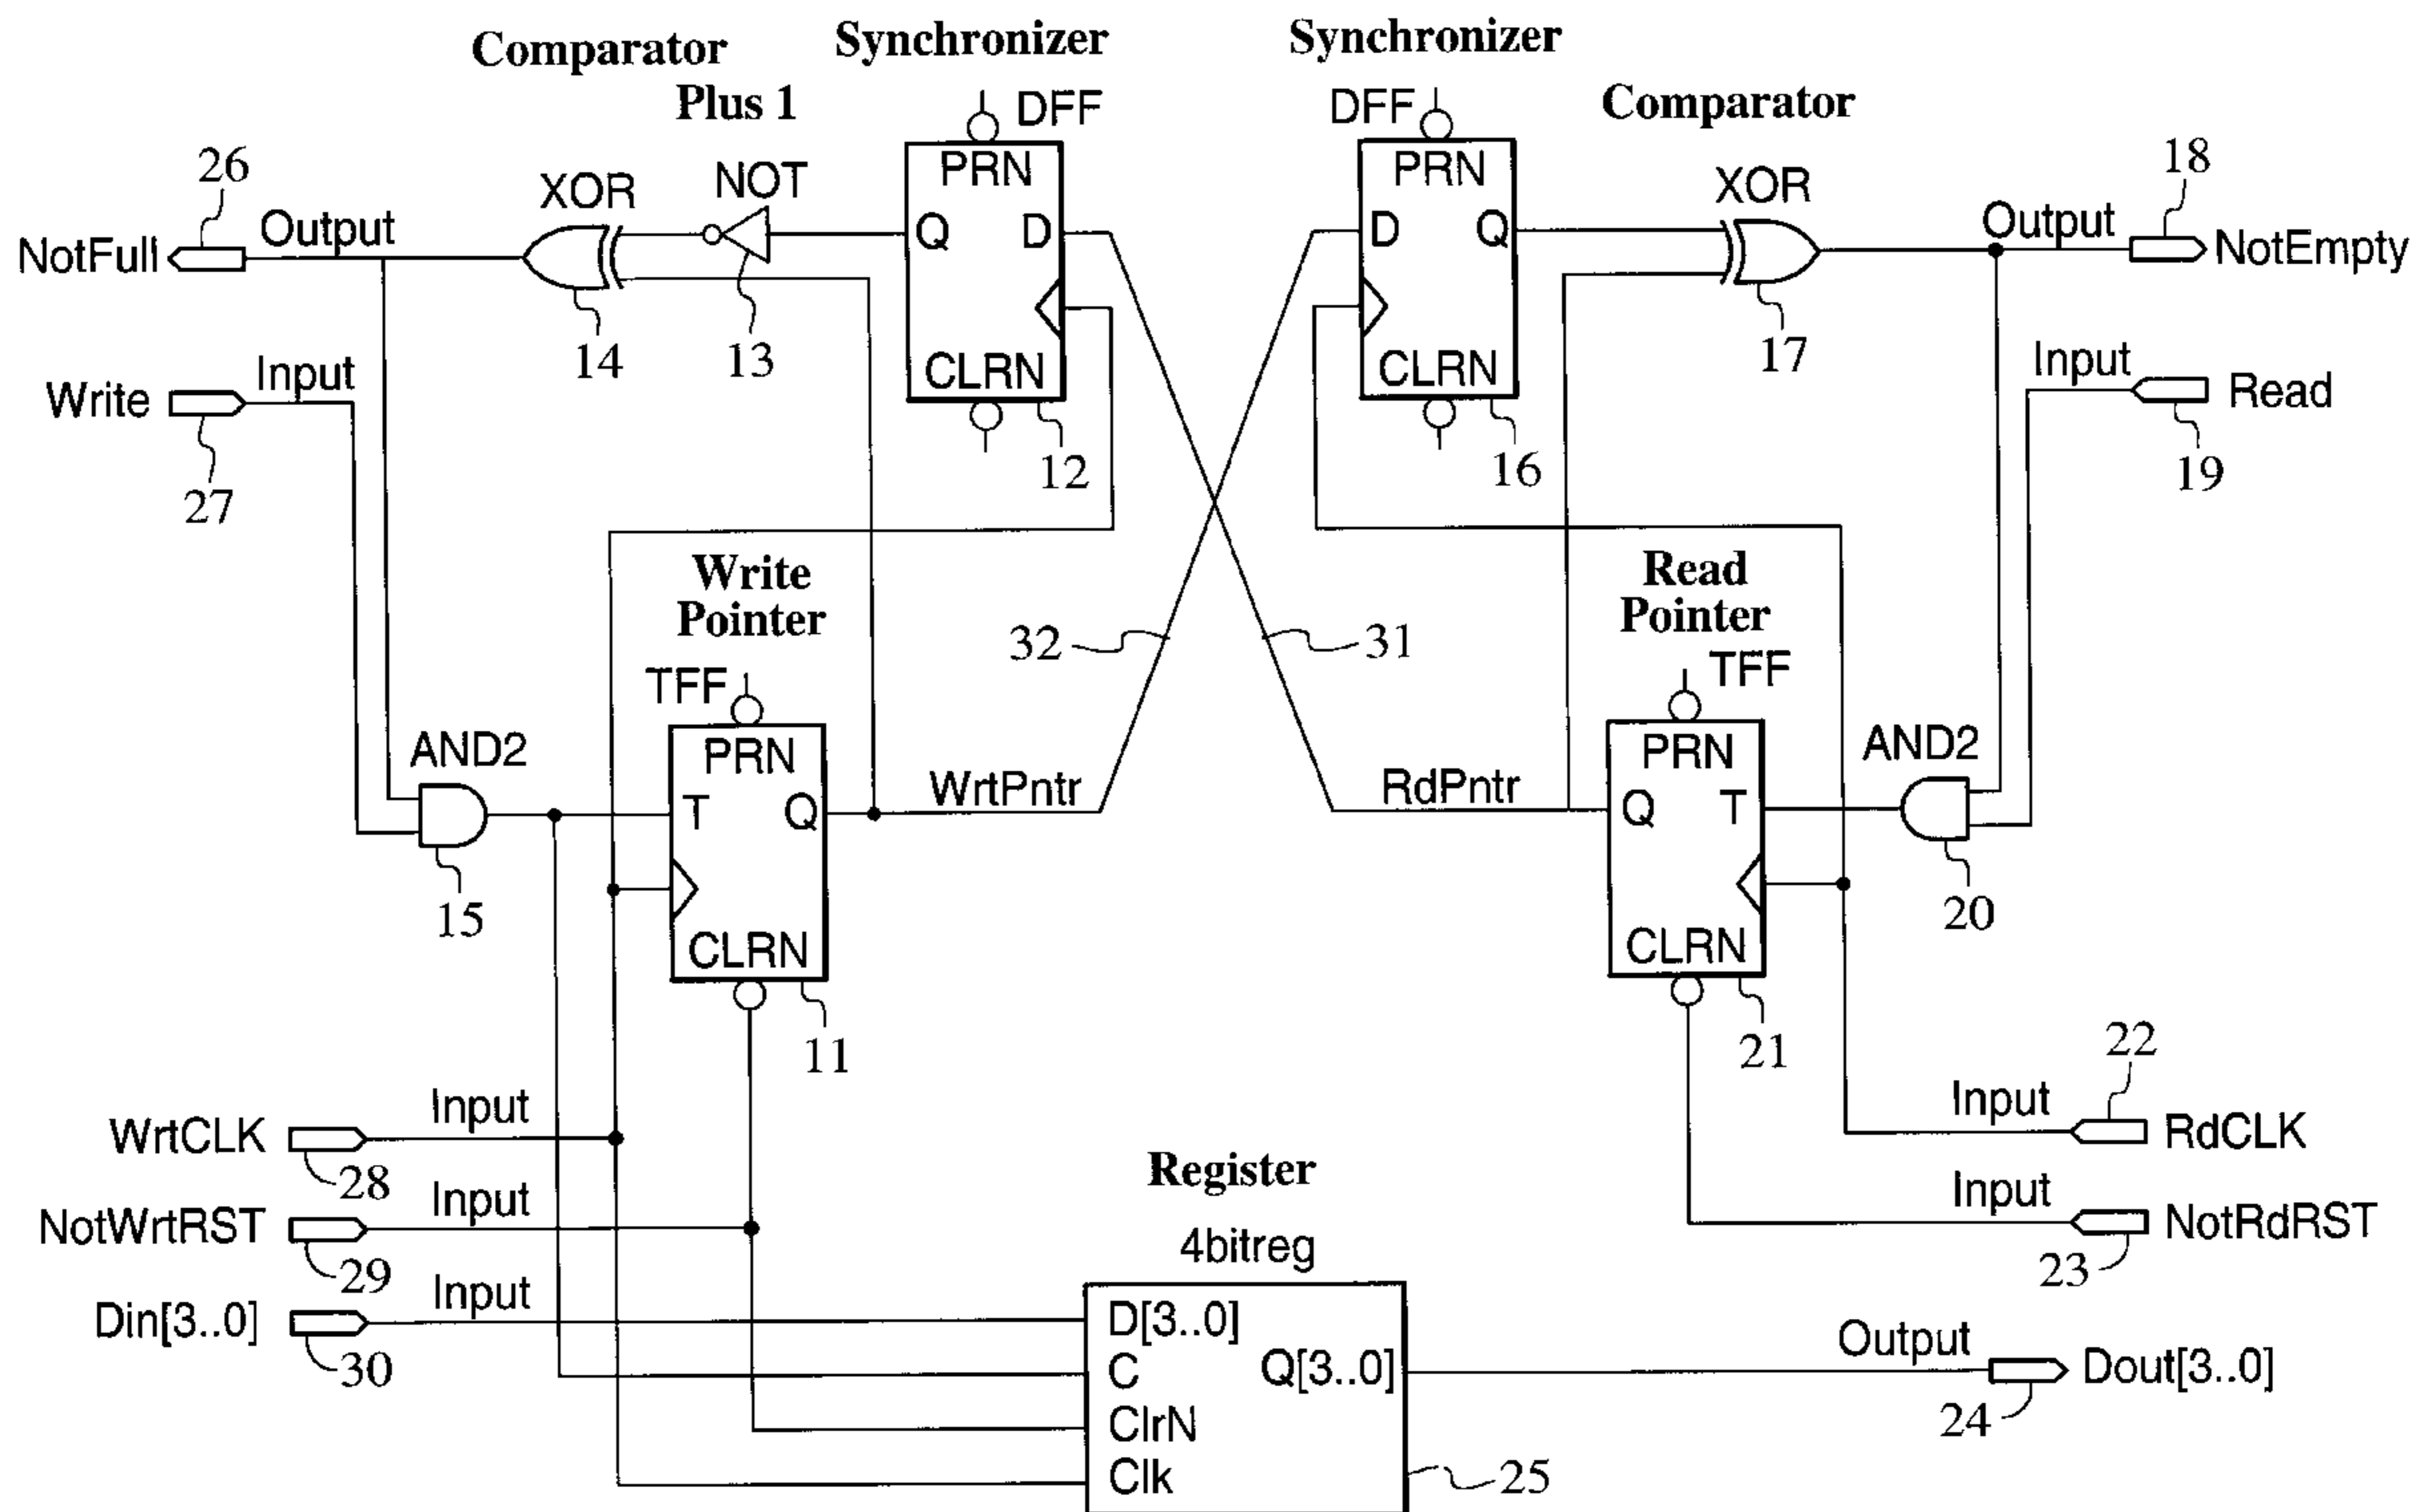 Comparator
Plus 1
Synchronizer
Synchronizer
Comparator
DFF
DFF
26
XOR
NOT
PRN
PRN
XOR
18
NotFull
Output
Q
D
D
Q
Output
NotEmpty
14
13
17
Write
Input
CLRN
CLRN
Input
Read
27
12
16
19
Write
Pointer
Read
Pointer
32
31
TFF
TFF
AND2
PRN
PRN
AND2
T
Q
WrtPntr
RdPntr
Q
T
15
CLRN
CLRN
20
11
21
22
WrtCLK
Input
Input
RdCLK
28
Register
NotWrtRST
Input
Input
NotRdRST
29
4bitreg
23
Din[3..0]
Input
D[3..0]
30
C
Q[3..0]
Output
Dout[3..0]
ClrN
24
Clk
25